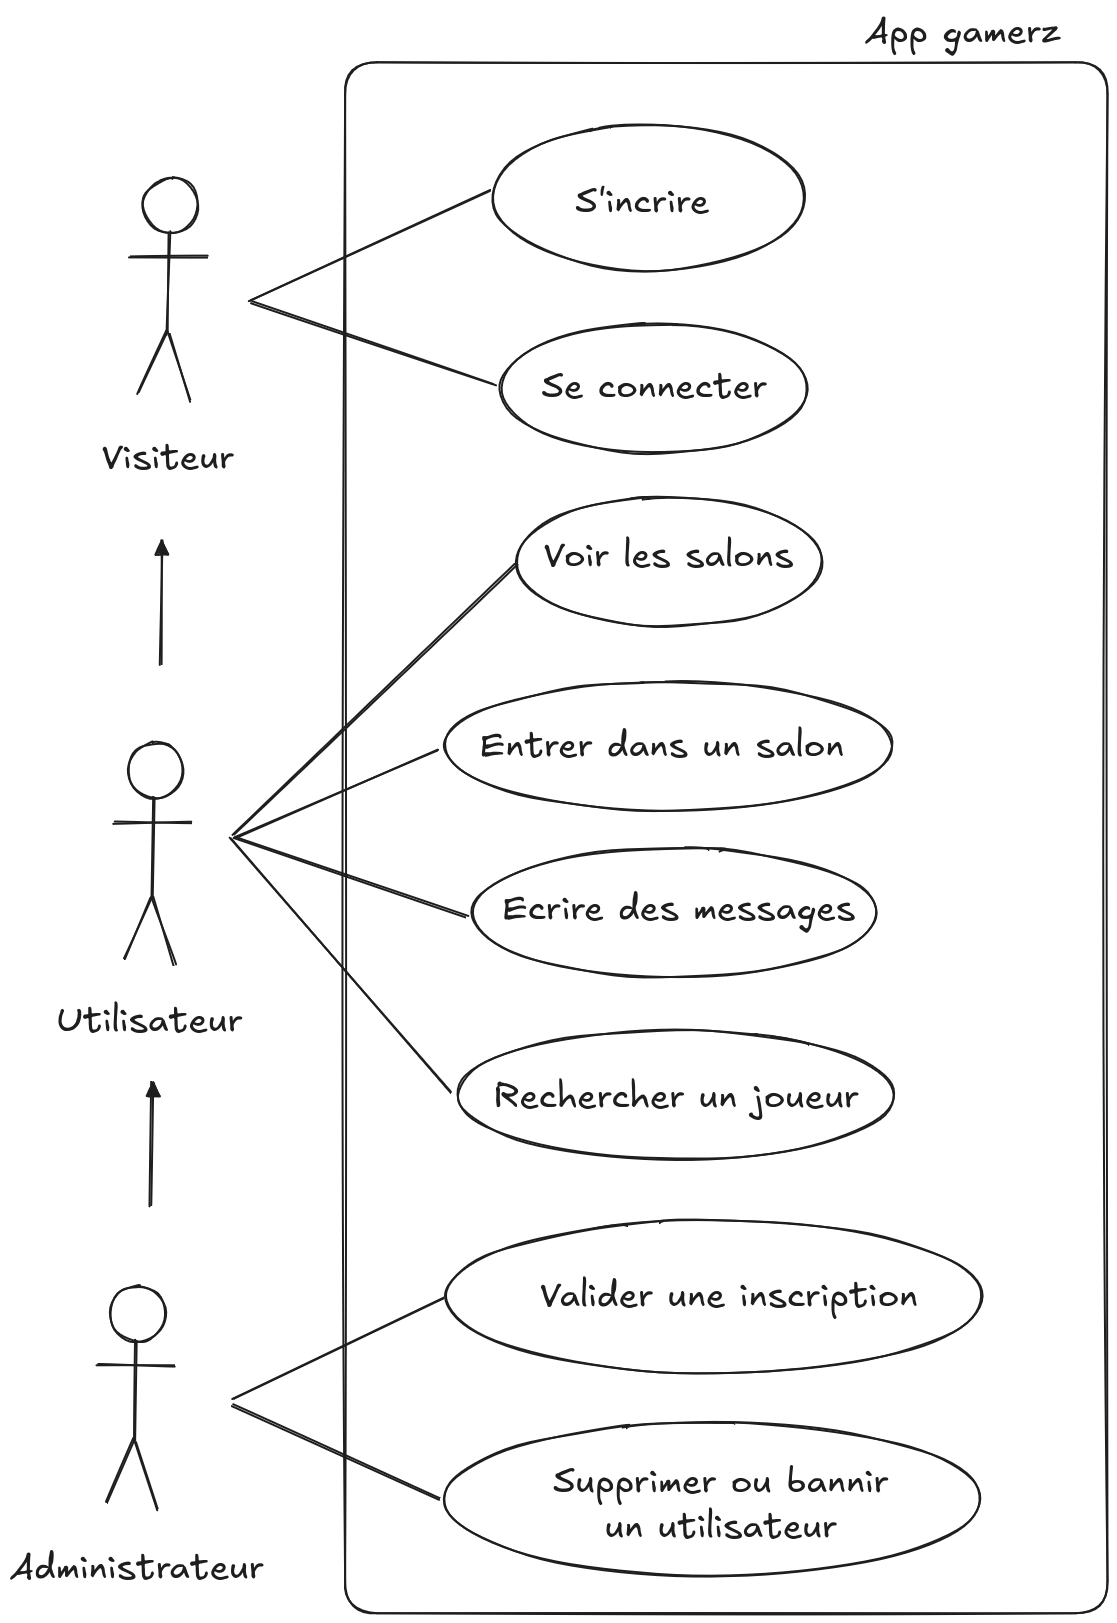 App gamerz
S'incrire
Se connecter
Visiteur
Voir les salons
Entrer dans un salon
Ecrire des messages
Utilisateur
Rechercher un joueur
Valider une inscription
Supprimer ou bannir
un utilisateur
Administrateur